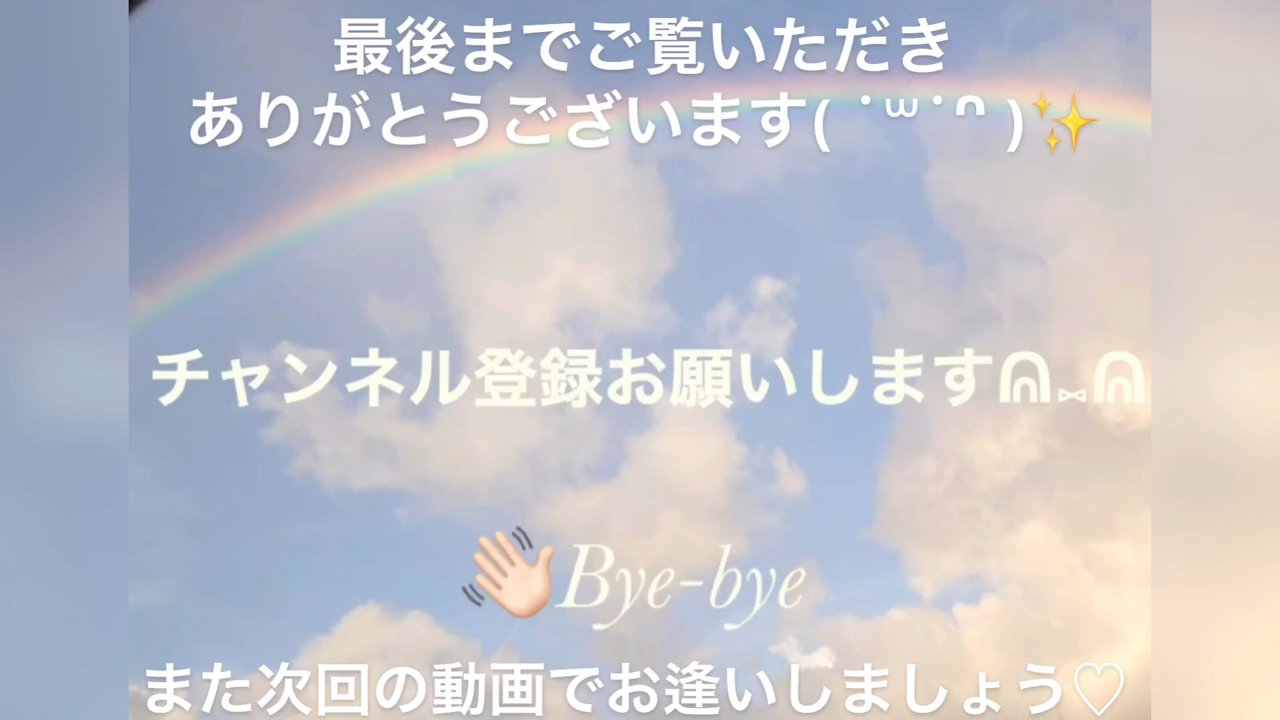 最後までご覧いただき
ありがとうございます( ˙꒳˙ᐢ )✨
チャンネル登録お願いします⋒⑅⋒
👋🏻Bye-bye
また次回の動画でお逢いしましょう♡